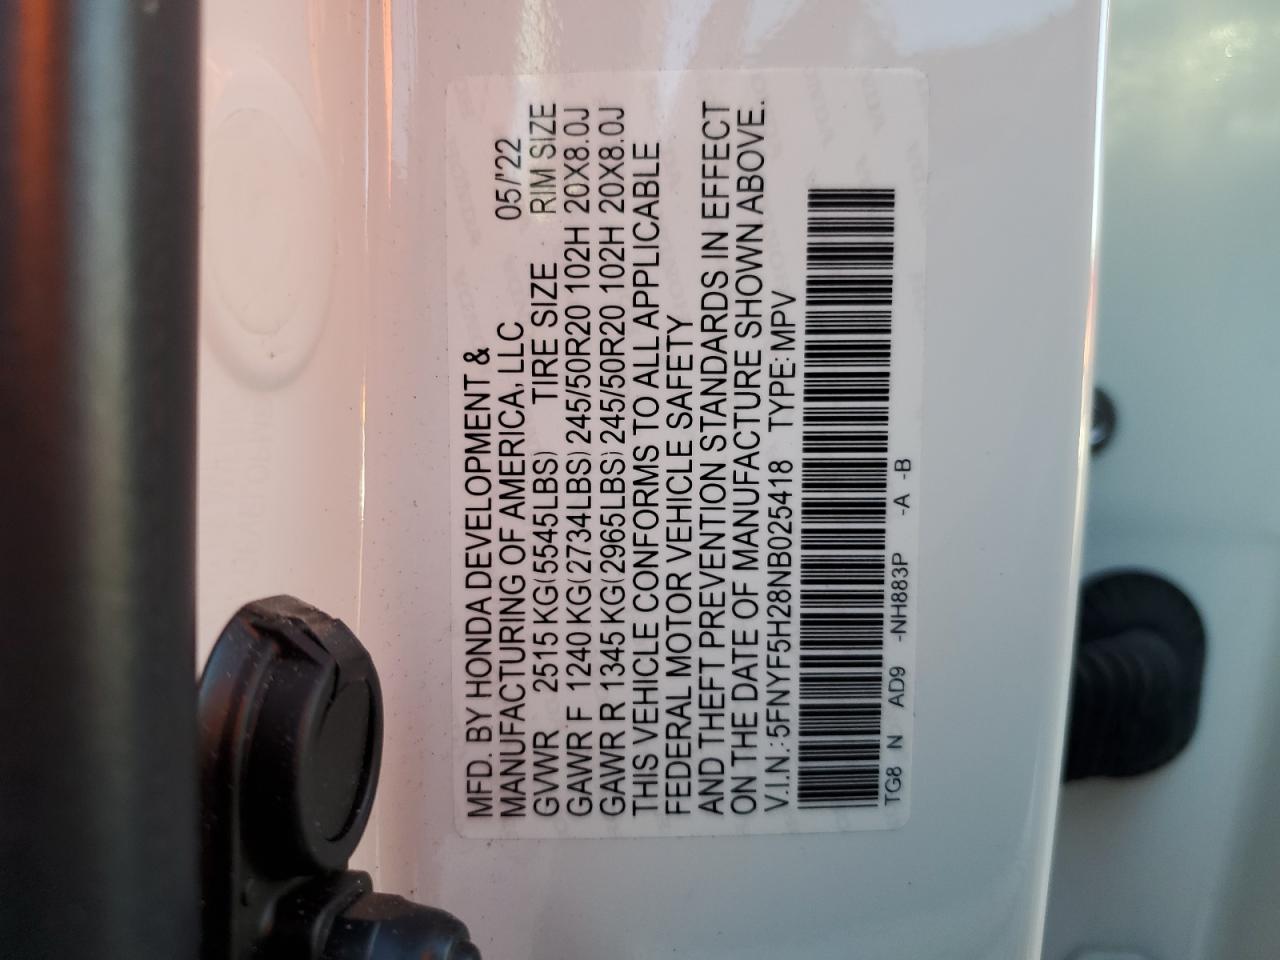 MFD. BY HONDA DEVELOPMENT &
MANUFACTURING OF AMERICA, LLC 05/'22
GVWR 2515 KG(5545LBS) TIRE SIZE RIM SIZE
GAWR F 1240 KG(2734LBS) 245/50R20 102H 20X8.0J
GAWR R 1345 KG(2965LBS) 245/50R20 102H 20X8.0J
THIS VEHICLE CONFORMS TO ALL APPLICABLE
FEDERAL MOTOR VEHICLE SAFETY
AND THEFT PREVENTION STANDARDS IN EFFECT
ON THE DATE OF MANUFACTURE SHOWN ABOVE.
V.I.N.: 5FNYF5H28NB025418 TYPE: MPV
TG8 N AD9 -NH883P -A -B